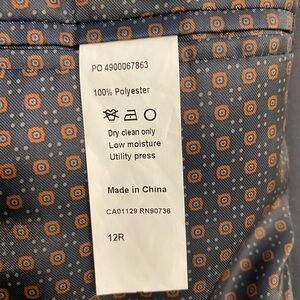 PO 4900067863
100% Polyester
Dry clean only
Low moisture
Utility press
Made in China
CA01129 RN90736
12R